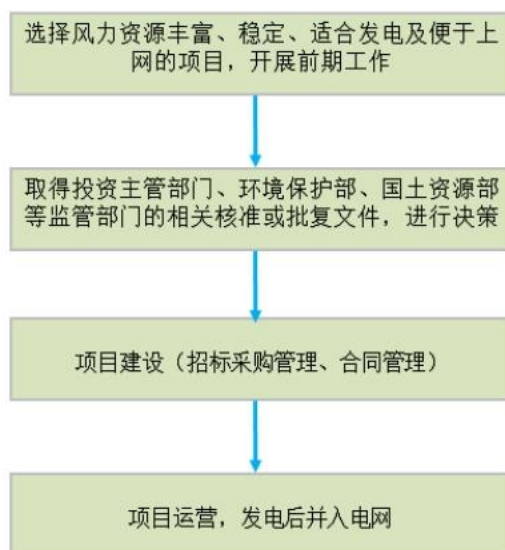 选择风力资源丰富、稳定、适合发电及便于上
网的项目，开展前期工作
取得投资主管部门、环境保护部、国土资源部
等监管部门的相关核准或批复文件，进行决策
项目建设（招标采购管理、合同管理）
项目运营，发电后并入电网